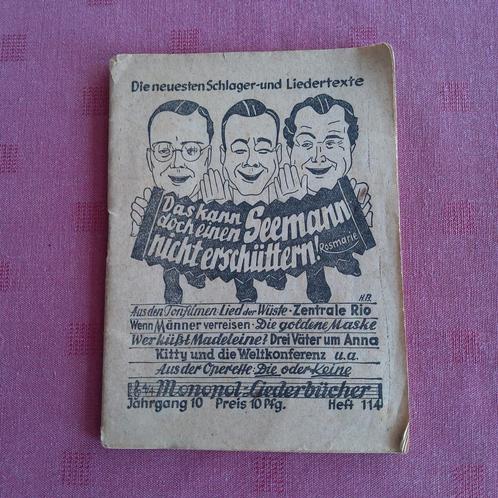 Die neuesten Schlager-und Liedertexte
Das kann
doch einen Seemann
nicht erschüttern!
Rosmarie
H.B.
Aus den Tonfilmen: Lied der Wüste · Zentrale Rio
Wenn Männer verreisen · Die goldene Maske
Wer küßt Madeleine? Drei Väter um Anna
Kitty und die Weltkonferenz u.a.
Aus der Operette: Die oder keine
Monopol-Liederbücher
Jahrgang 10 Preis 10 Pfg. Heft 114